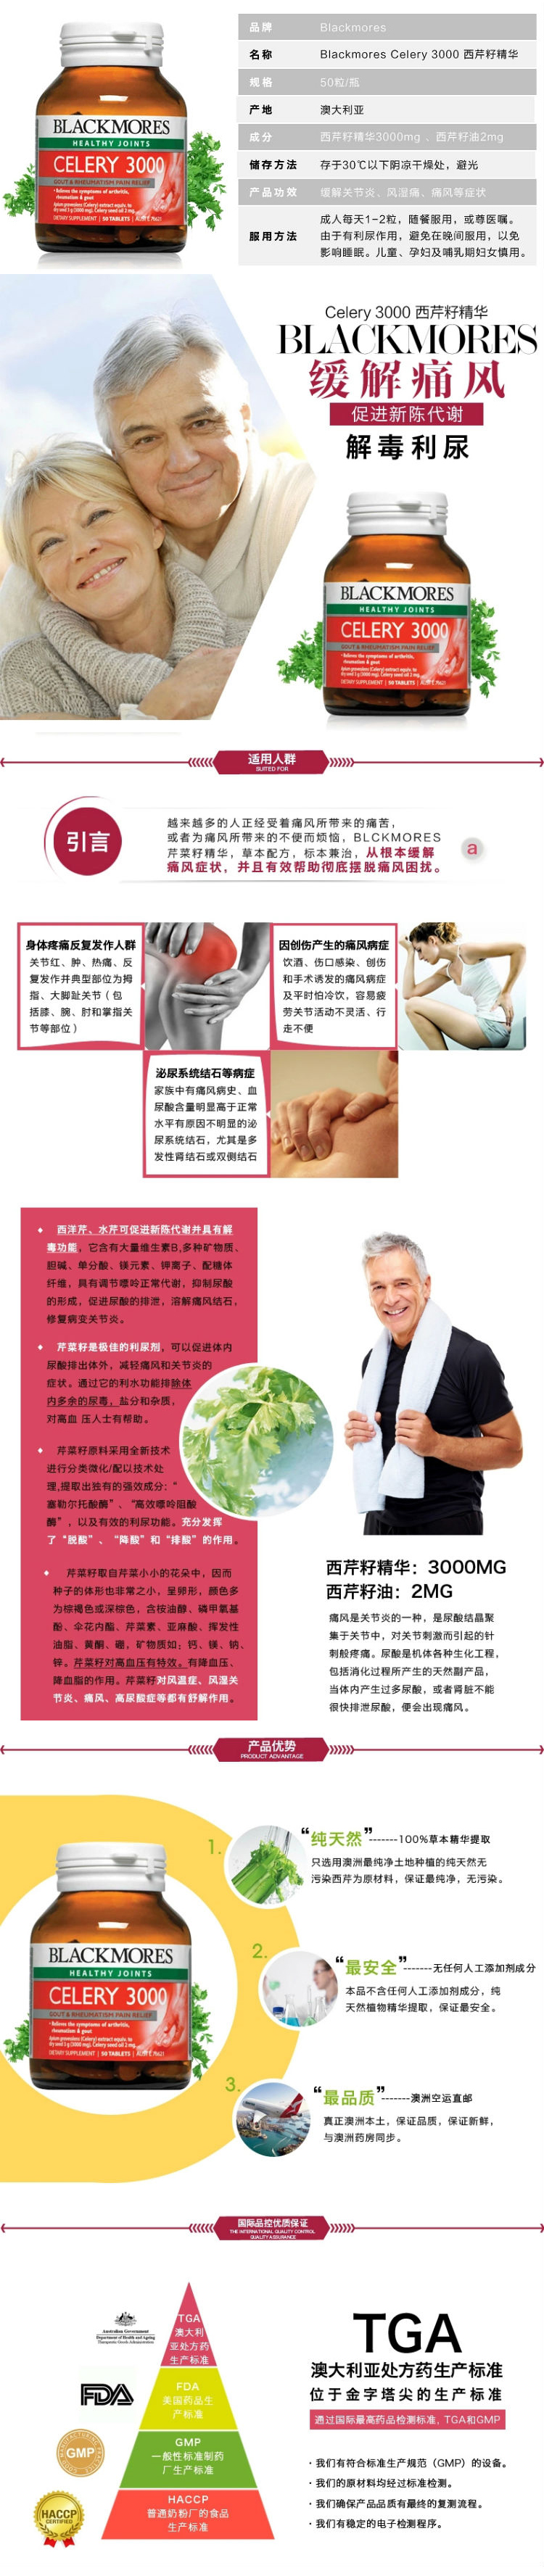 品牌 Blackmores
名称 Blackmores Celery 3000 西芹籽精华
规格 50粒/瓶
产地 澳大利亚
成分 西芹籽精华3000mg 、西芹籽油2mg
储存方法 存于30℃以下阴凉干燥处，避光
产品功效 缓解关节炎、风湿痛、痛风等症状
服用方法 成人每天1-2粒，随餐服用，或尊医嘱。
由于有利尿作用，避免在晚间服用，以免
影响睡眠。儿童、孕妇及哺乳期妇女慎用。
BLACKMORES
HEALTHY JOINTS
CELERY 3000
GOUT & RHEUMATISM PAIN RELIEF
Celery 3000 西芹籽精华
BLACKMORES
缓解痛风
促进新陈代谢
解毒利尿
BLACKMORES
HEALTHY JOINTS
CELERY 3000
GOUT & RHEUMATISM PAIN RELIEF
适用人群
SUITED FOR
引言
越来越多的人正经受着痛风所带来的痛苦，
或者为痛风所带来的不便而烦恼，BLCKMORES
芹菜籽精华，草本配方，标本兼治，从根本缓解
痛风症状，并且有效帮助彻底摆脱痛风困扰。
a
身体疼痛反复发作人群
关节红、肿、热痛、反
复发作并典型部位为拇
指、大脚趾关节（包
括膝、腕、肘和掌指关
节等部位）
因创伤产生的痛风病症
饮酒、伤口感染、创伤
和手术诱发的痛风病症
及平时怕冷饮，容易疲
劳关节活动不灵活、行
走不便
泌尿系统结石等病症
家族中有痛风病史、血
尿酸含量明显高于正常
水平有原因不明显的泌
尿系统结石，尤其是多
发性肾结石或双侧结石
西洋芹、水芹可促进新陈代谢并具有解
毒功能，它含有大量维生素B,多种矿物质、
胆碱、单分酸、镁元素、钾离子、配糖体
纤维，具有调节嘌呤正常代谢，抑制尿酸
的形成，促进尿酸的排泄，溶解痛风结石，
修复病变关节炎。
芹菜籽是极佳的利尿剂，可以促进体内
尿酸排出体外，减轻痛风和关节炎的
症状。通过它的利水功能排除体
内多余的尿毒，盐分和杂质，
对高血 压人士有帮助。
芹菜籽原料采用全新技术
进行分类微化/配以技术处
理,提取出独有的强效成分：“
塞勒尔托酸酶”、“高效嘌呤阻酸
酶”，以及有效的利尿功能。充分发挥
了“脱酸”、“降酸”和“排酸”的作用。
芹菜籽取自芹菜小小的花朵中，因而
种子的体形也非常之小，呈卵形，颜色多
为棕褐色或深棕色，含桉油醇、磷甲氧基
酚、伞花内酯、芹菜素、亚麻酸、挥发性
油脂、黄酮、硼，矿物质如：钙、镁、钠、
锌。芹菜籽对高血压有特效。有降血压、
降血脂的作用。芹菜籽对风温症、风湿关
节炎、痛风、高尿酸症等都有舒解作用。
西芹籽精华：3000MG
西芹籽油：2MG
痛风是关节炎的一种，是尿酸结晶聚
集于关节中，对关节刺激而引起的针
刺般疼痛。尿酸是机体各种生化工程，
包括消化过程所产生的天然副产品，
当体内产生过多尿酸，或者肾脏不能
很快排泄尿酸，便会出现痛风。
产品优势
PRODUCT ADVANTAGE
1.
“纯天然”-------100%草本精华提取
只选用澳洲最纯净土地种植的纯天然无
污染西芹为原材料，保证最纯净，无污染。
2.
“最安全”-------无任何人工添加剂成分
本品不含任何人工添加剂成分，纯
天然植物精华提取，保证最安全。
3.
“最品质”-------澳洲空运直邮
真正澳洲本土，保证品质，保证新鲜，
与澳洲药房同步。
BLACKMORES
HEALTHY JOINTS
CELERY 3000
GOUT & RHEUMATISM PAIN RELIEF
国际品控优质保证
THE INTERNATIONAL QUALITY CONTROL
QUALITY ASSURANCE
TGA
澳大利
亚处方药
生产标准
FDA
FDA
美国药品生
产标准
GMP
GMP
一般性标准制药
厂生产标准
HACCP
CERTIFIED
HACCP
普通奶粉厂的食品
生产标准
TGA
澳大利亚处方药生产标准
位于金字塔尖的生产标准
通过国际最高药品检测标准, TGA和GMP
· 我们有符合标准生产规范（GMP）的设备。
· 我们的原材料均经过标准检测。
· 我们确保产品品质有最终的复测流程。
· 我们有稳定的电子检测程序。